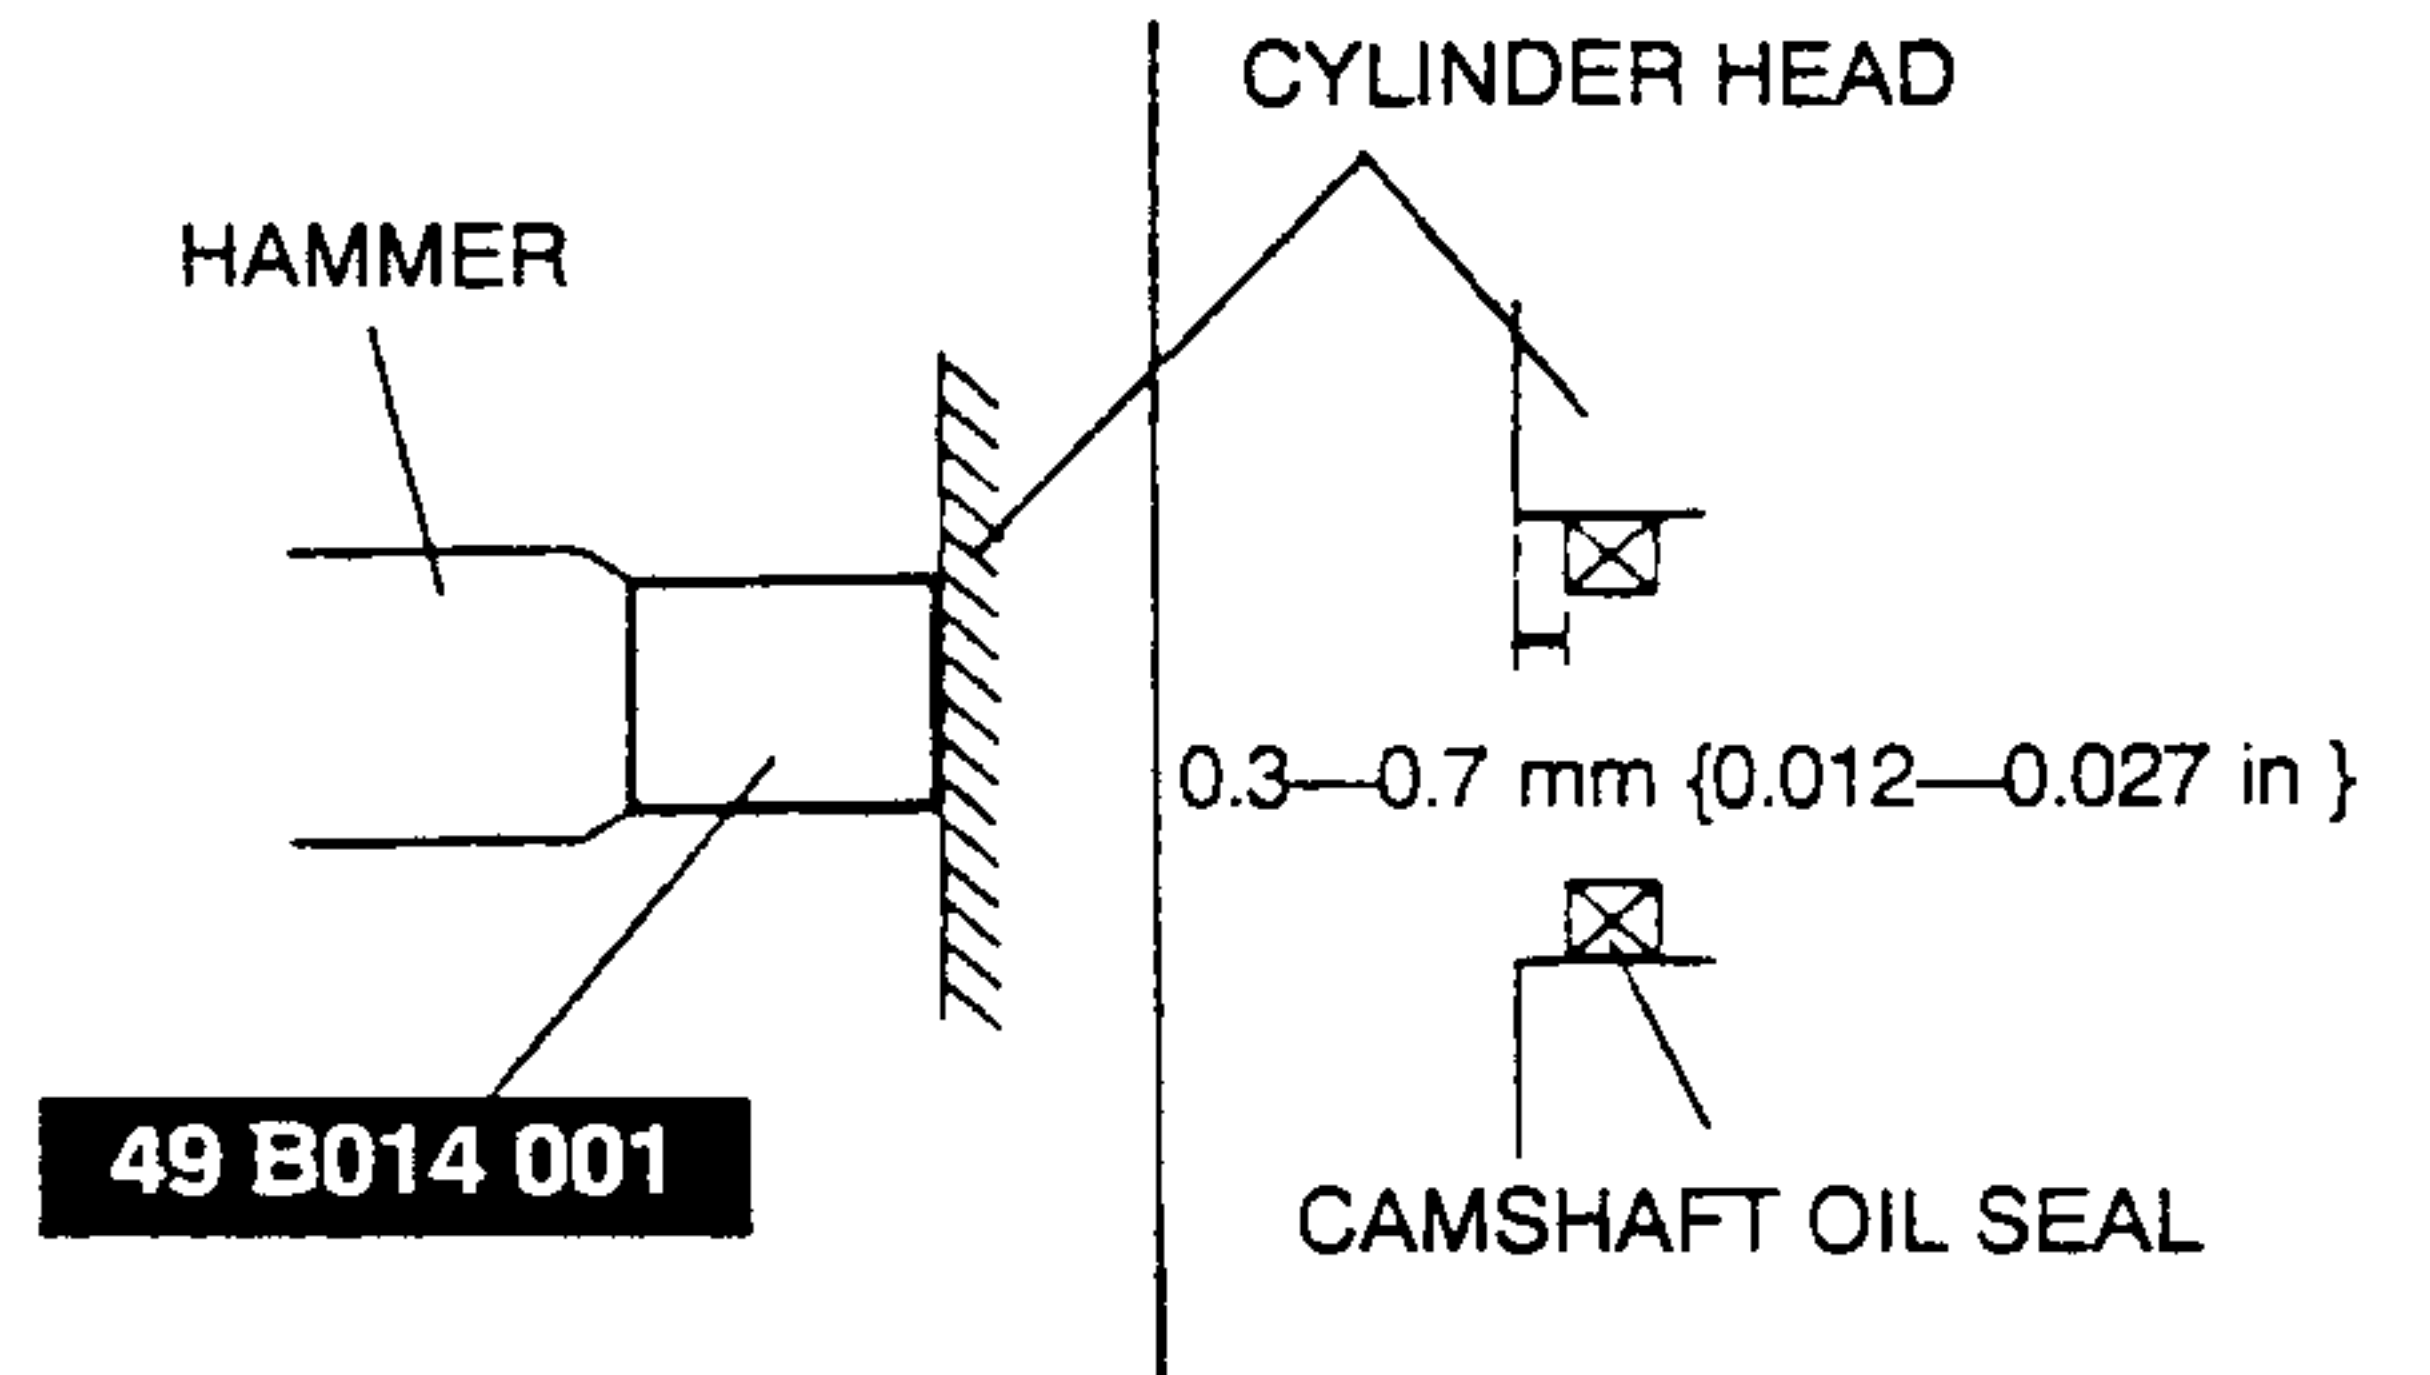 CYLINDER HEAD
HAMMER
0.3—0.7 mm {0.012—0.027 in }
49 B014 001
CAMSHAFT OIL SEAL